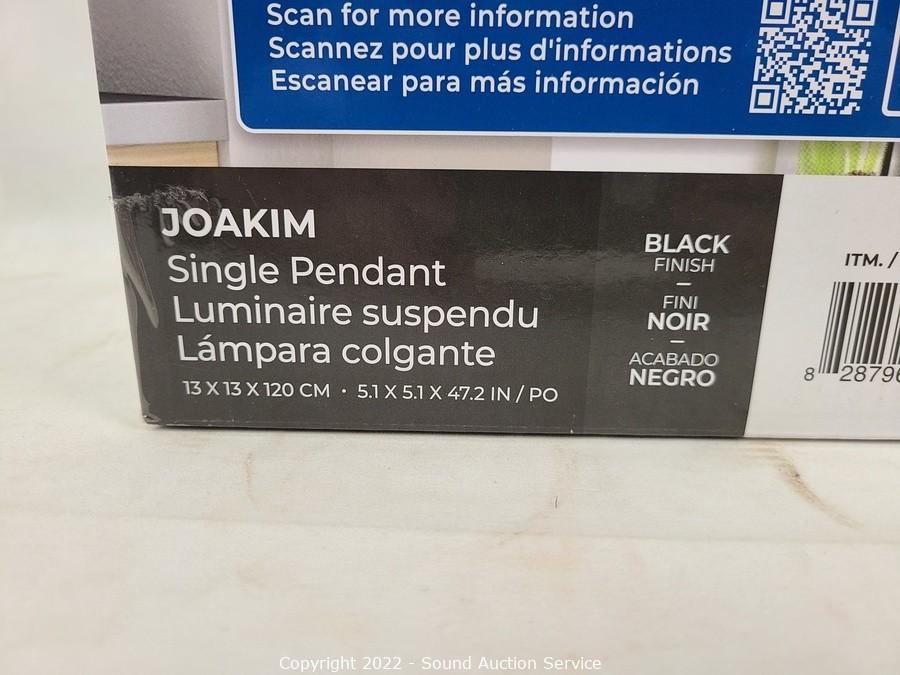 Scan for more information
Scannez pour plus d'informations
Escanear para más información
JOAKIM
Single Pendant
Luminaire suspendu
Lámpara colgante
13 X 13 X 120 CM · 5.1 X 5.1 X 47.2 IN / PO
BLACK
FINISH
–
FINI
NOIR
–
ACABADO
NEGRO
ITM. /
8 28796
Copyright 2022 - Sound Auction Service